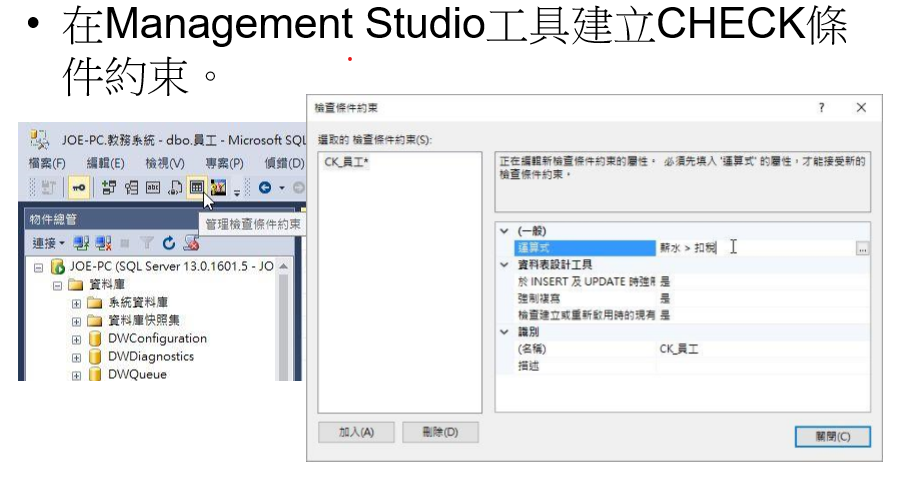 • 在Management Studio工具建立CHECK條
件約束。
JOE-PC.教務系統 - dbo.員工 - Microsoft SQL
檔案(F) 編輯(E) 檢視(V) 專案(P) 偵錯(D)
管理檢查條件約束
物件總管
連接
JOE-PC (SQL Server 13.0.1601.5 - JO
資料庫
系統資料庫
資料庫快照集
DWConfiguration
DWDiagnostics
DWQueue
檢查條件約束
選取的 檢查條件約束(S):
CK_員工*
正在編輯新檢查條件約束的屬性。 必須先填入 '運算式' 的屬性，才能接受新的
檢查條件約束。
(一般)
運算式 薪水 > 扣稅
資料表設計工具
於 INSERT 及 UPDATE 時強制 是
強制複寫 是
檢查建立或重新啟用時的現有 是
識別
(名稱) CK_員工
描述
加入(A) 刪除(D)
關閉(C)